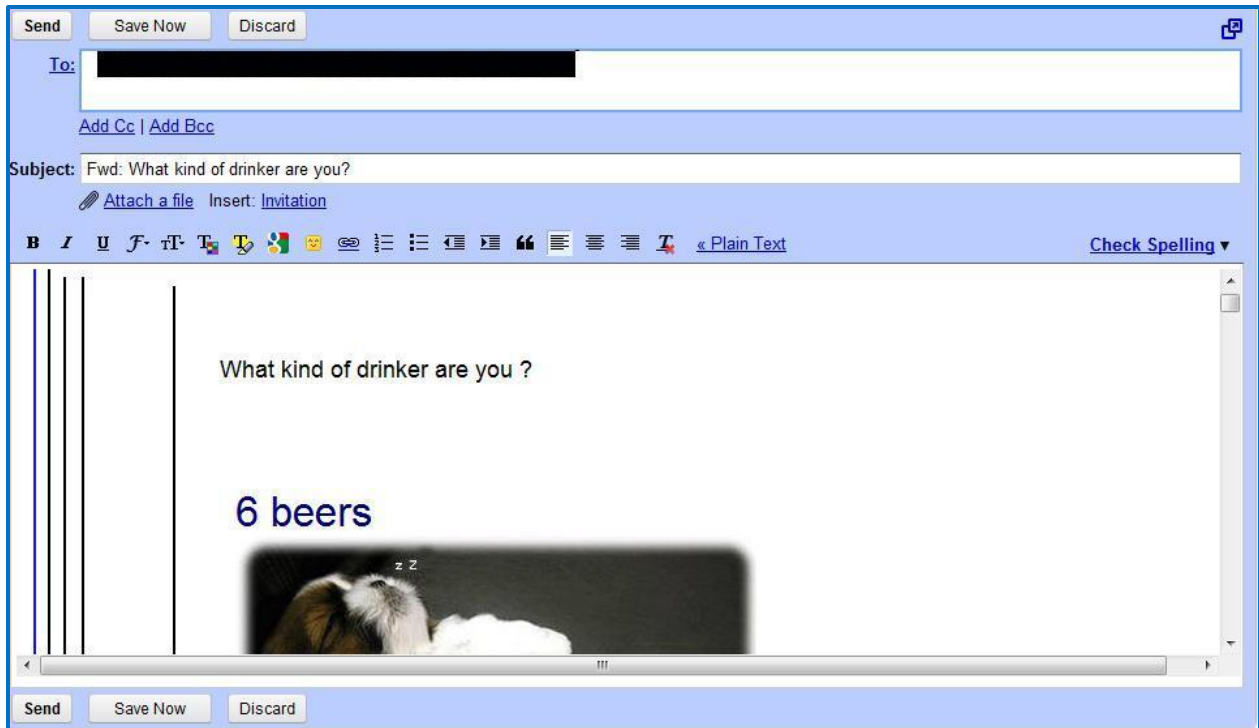 Send Save Now Discard
To:
Add Cc | Add Bcc
Subject: Fwd: What kind of drinker are you?
Attach a file Insert: Invitation
B I U F TT T T « Plain Text Check Spelling
What kind of drinker are you ?
6 beers
z Z
Send Save Now Discard